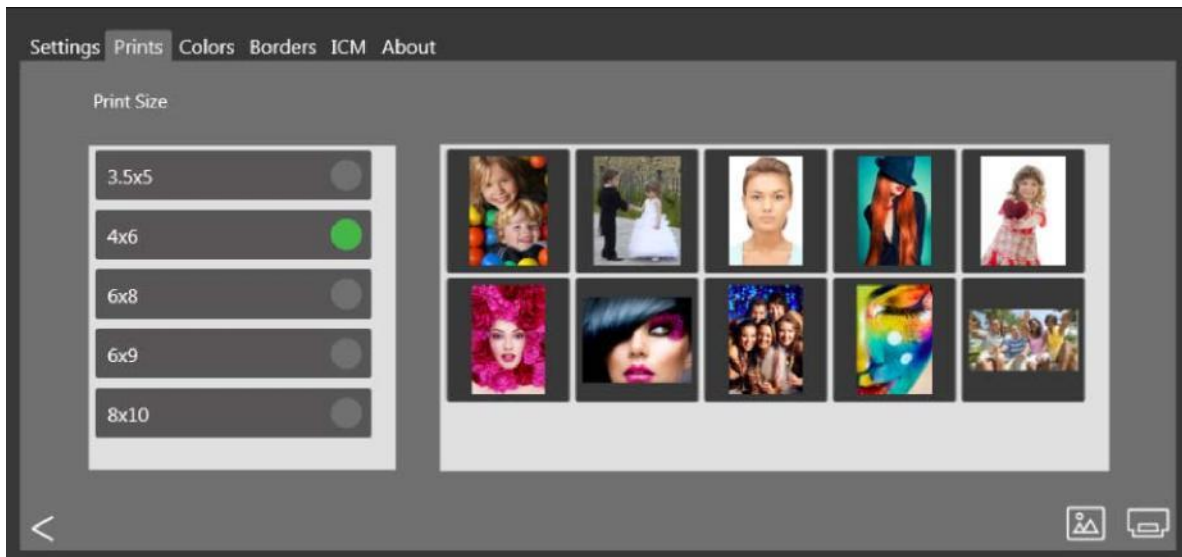 Settings Prints Colors Borders ICM About
Print Size
3.5x5
4x6
6x8
6x9
8x10